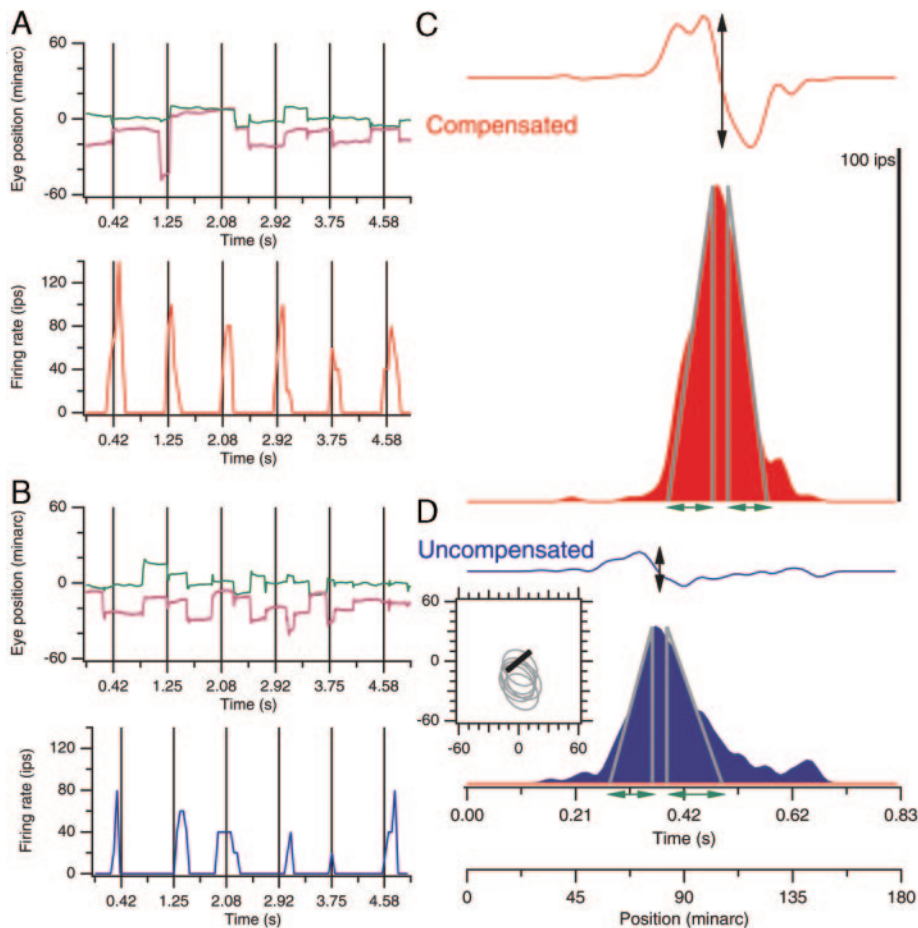 A
60
0
-60
Eye position (minarc)
0.42 1.25 2.08 2.92 3.75 4.58
Time (s)
120
80
40
0
Firing rate (ips)
0.42 1.25 2.08 2.92 3.75 4.58
Time (s)
B
60
0
-60
Eye position (minarc)
0.42 1.25 2.08 2.92 3.75 4.58
Time (s)
120
80
40
0
Firing rate (ips)
0.42 1.25 2.08 2.92 3.75 4.58
Time (s)
C
Compensated
100 ips
D
Uncompensated
60
0
-60
-60 0 60
0.00 0.21 0.42 0.62 0.83
Time (s)
0 45 90 135 180
Position (minarc)